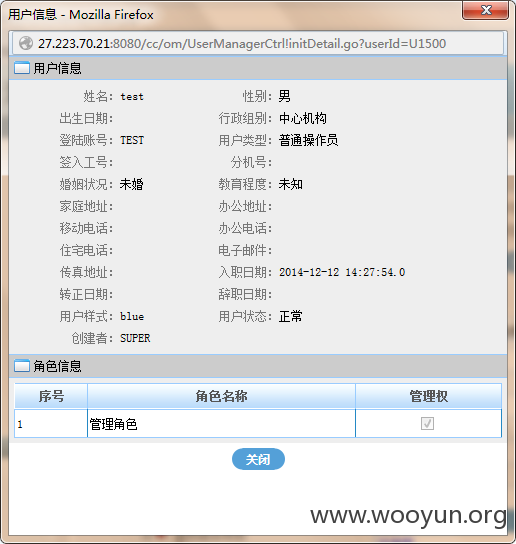 用户信息 - Mozilla Firefox
27.223.70.21:8080/cc/om/UserManagerCtrl!initDetail.go?userId=U1500
用户信息
姓名: test 性别: 男
出生日期: 行政组别: 中心机构
登陆账号: TEST 用户类型: 普通操作员
签入工号: 分机号:
婚姻状况: 未婚 教育程度: 未知
家庭地址: 办公地址:
移动电话: 办公电话:
住宅电话: 电子邮件:
传真地址: 入职日期: 2014-12-12 14:27:54.0
转正日期: 辞职日期:
用户样式: blue 用户状态: 正常
创建者: SUPER
角色信息
序号 角色名称 管理权
1 管理角色
关闭
www.wooyun.org